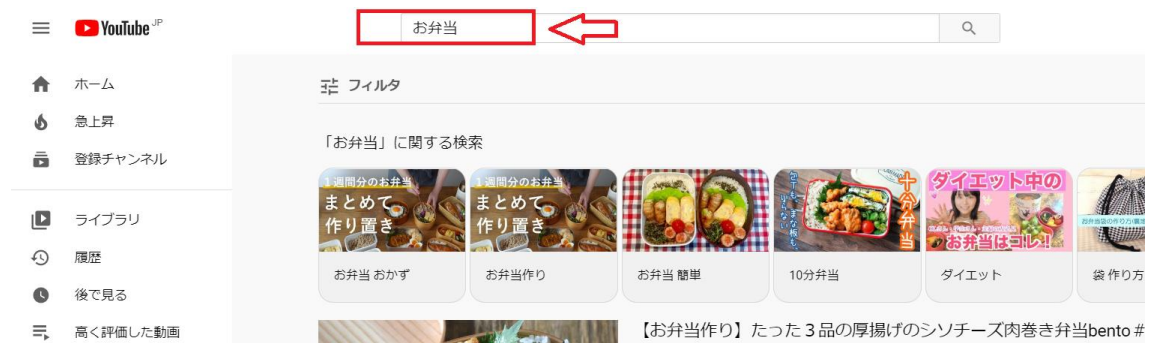 YouTube JP
お弁当
ホーム
急上昇
登録チャンネル
ライブラリ
履歴
後で見る
高く評価した動画
フィルタ
「お弁当」に関する検索
1週間分のお弁当
まとめて
作り置き
お弁当 おかず
1週間分のお弁当
まとめて
作り置き
お弁当作り
お弁当 簡単
十分弁当
10分弁当
ダイエット中の
お弁当はコレ!
ダイエット
袋 作り方
【お弁当作り】たった３品の厚揚げのシソチーズ肉巻き弁当bento #